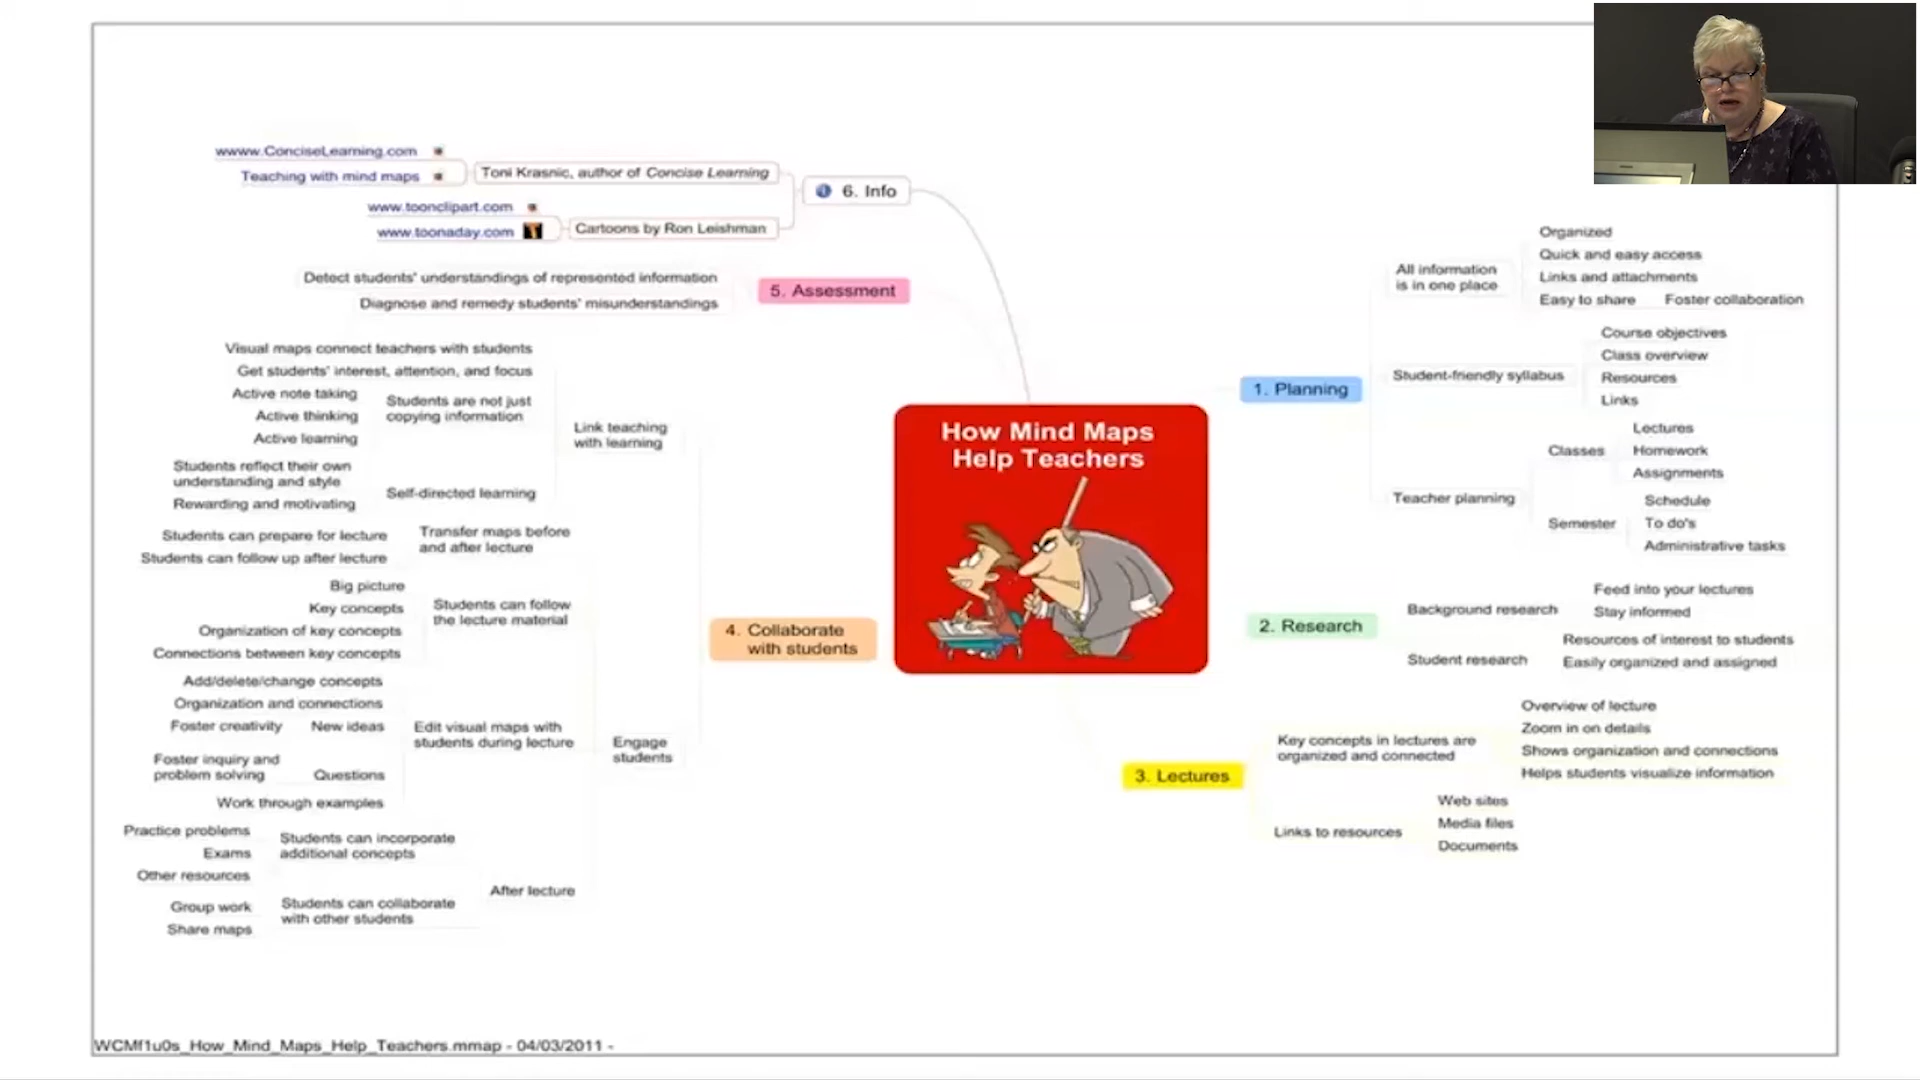 How Mind Maps
Help Teachers
1. Planning
All information
is in one place
Organized
Quick and easy access
Links and attachments
Easy to share
Foster collaboration
Student-friendly syllabus
Course objectives
Class overview
Resources
Links
Teacher planning
Classes
Lectures
Homework
Assignments
Semester
Schedule
To do's
Administrative tasks
2. Research
Background research
Feed into your lectures
Stay informed
Student research
Resources of interest to students
Easily organized and assigned
3. Lectures
Key concepts in lectures are
organized and connected
Overview of lecture
Zoom in on details
Shows organization and connections
Helps students visualize information
Links to resources
Web sites
Media files
Documents
4. Collaborate
with students
Link teaching
with learning
Visual maps connect teachers with students
Get students' interest, attention, and focus
Students are not just
copying information
Active note taking
Active thinking
Active learning
Self-directed learning
Students reflect their own
understanding and style
Rewarding and motivating
Engage
students
Transfer maps before
and after lecture
Students can prepare for lecture
Students can follow up after lecture
Students can follow
the lecture material
Big picture
Key concepts
Organization of key concepts
Connections between key concepts
Edit visual maps with
students during lecture
Add/delete/change concepts
Organization and connections
New ideas
Foster creativity
Questions
Foster inquiry and
problem solving
Work through examples
After lecture
Students can incorporate
additional concepts
Practice problems
Exams
Other resources
Students can collaborate
with other students
Group work
Share maps
5. Assessment
Detect students' understandings of represented information
Diagnose and remedy students' misunderstandings
6. Info
Toni Krasnic, author of Concise Learning
wwww.ConciseLearning.com
Teaching with mind maps
Cartoons by Ron Leishman
www.toonclipart.com
www.toonaday.com
WCMf1u0s_How_Mind_Maps_Help_Teachers.mmap - 04/03/2011 -